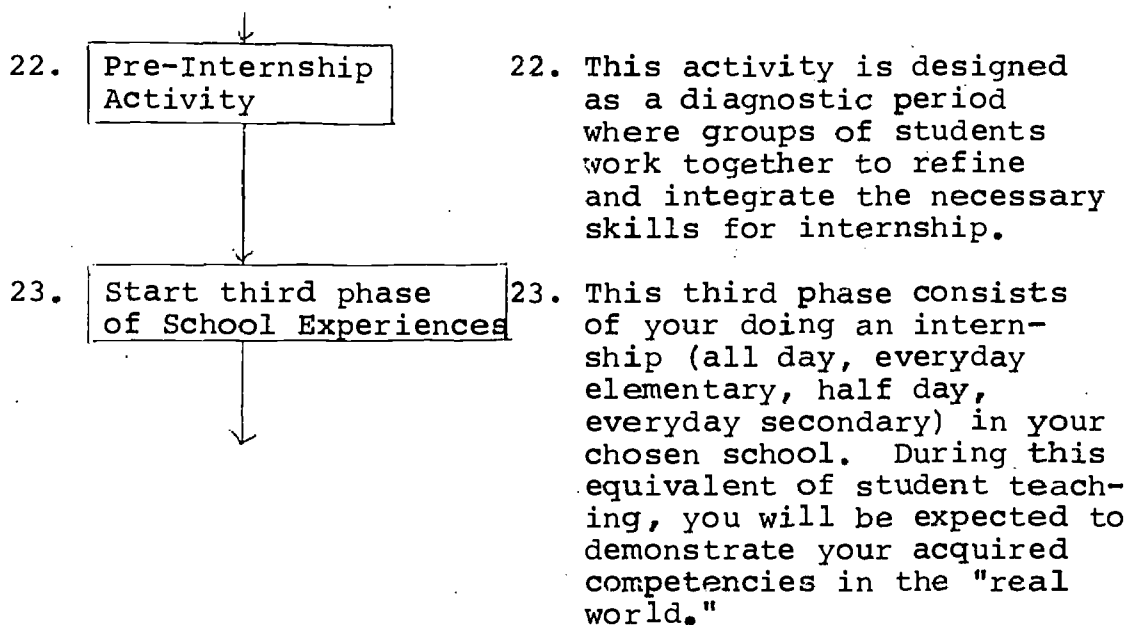 22. Pre-Internship
Activity
22. This activity is designed
as a diagnostic period
where groups of students
work together to refine
and integrate the necessary
skills for internship.
23. Start third phase
of School Experiences
23. This third phase consists
of your doing an intern-
ship (all day, everyday
elementary, half day,
everyday secondary) in your
chosen school. During this
equivalent of student teach-
ing, you will be expected to
demonstrate your acquired
competencies in the "real
world."